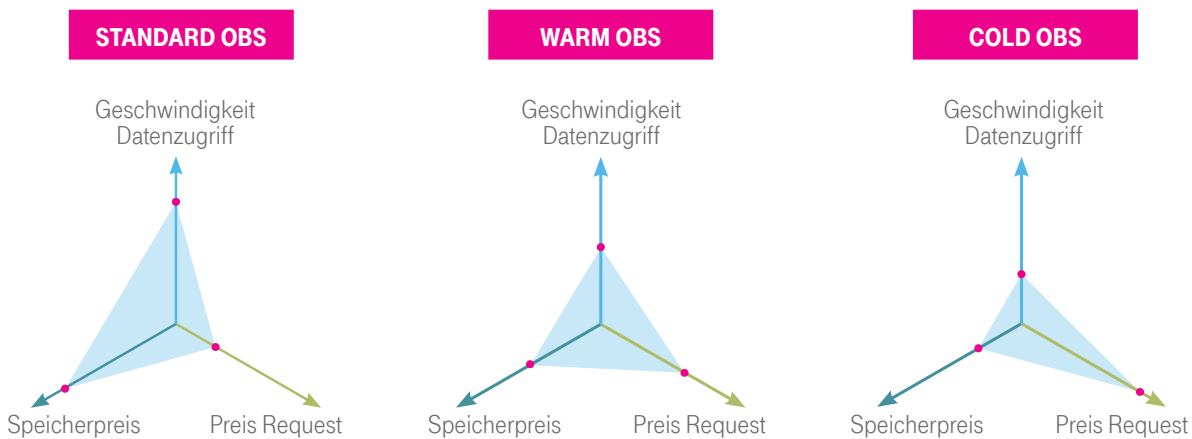 STANDARD OBS
Geschwindigkeit
Datenzugriff
Speicherpreis
Preis Request
WARM OBS
Geschwindigkeit
Datenzugriff
Speicherpreis
Preis Request
COLD OBS
Geschwindigkeit
Datenzugriff
Speicherpreis
Preis Request